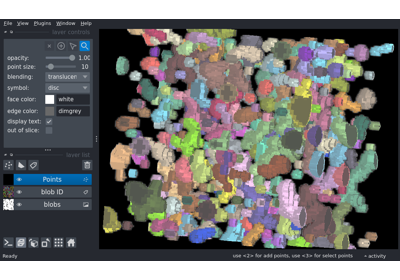 File View Plugins Window Help
layer controls
opacity: 1.00
point size: 10
blending: translucen
symbol: disc
face color: white
edge color: dimgrey
display text:
out of slice:
layer list
Points
blob ID
blobs
Ready use <2> for add points, use <3> for select points activity